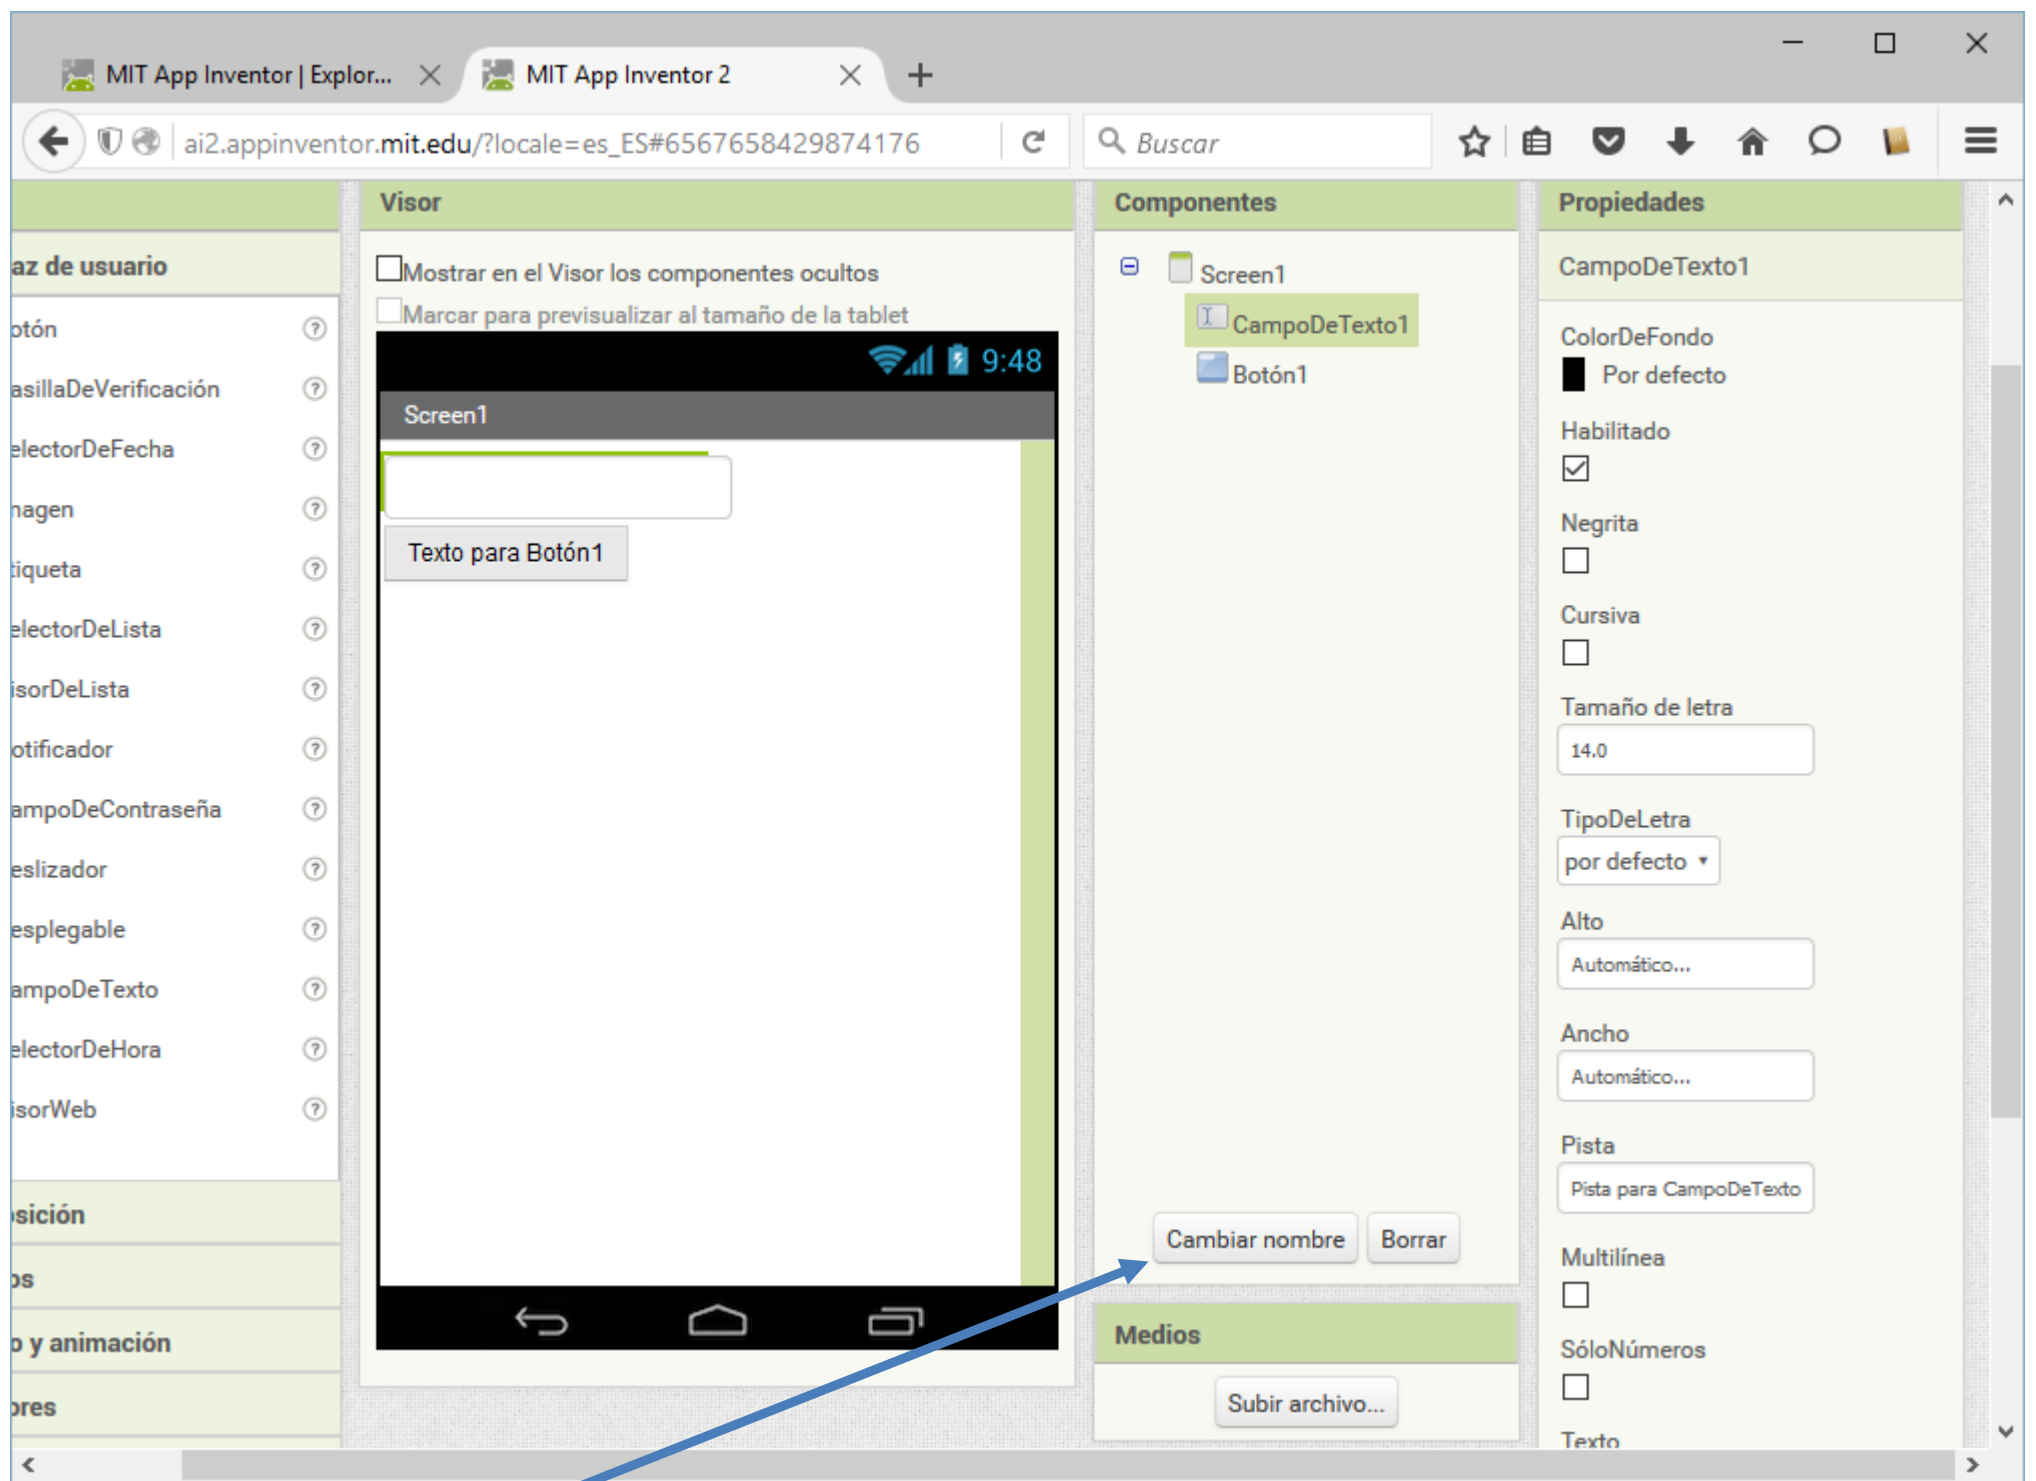 MIT App Inventor | Explor...
MIT App Inventor 2
ai2.appinventor.mit.edu/?locale=es_ES#6567658429874176
Buscar
az de usuario
otón
asillaDeVerificación
electorDeFecha
nagen
tiqueta
electorDeLista
isorDeLista
otificador
ampoDeContraseña
eslizador
esplegable
ampoDeTexto
electorDeHora
isorWeb
sición
os
o y animación
ores
Visor
Mostrar en el Visor los componentes ocultos
Marcar para previsualizar al tamaño de la tablet
9:48
Screen1
Texto para Botón1
Componentes
Screen1
CampoDeTexto1
Botón1
Cambiar nombre
Borrar
Medios
Subir archivo...
Propiedades
CampoDeTexto1
ColorDeFondo
Por defecto
Habilitado
Negrita
Cursiva
Tamaño de letra
14.0
TipoDeLetra
por defecto
Alto
Automático...
Ancho
Automático...
Pista
Pista para CampoDeTexto
Multilínea
SóloNúmeros
Texto